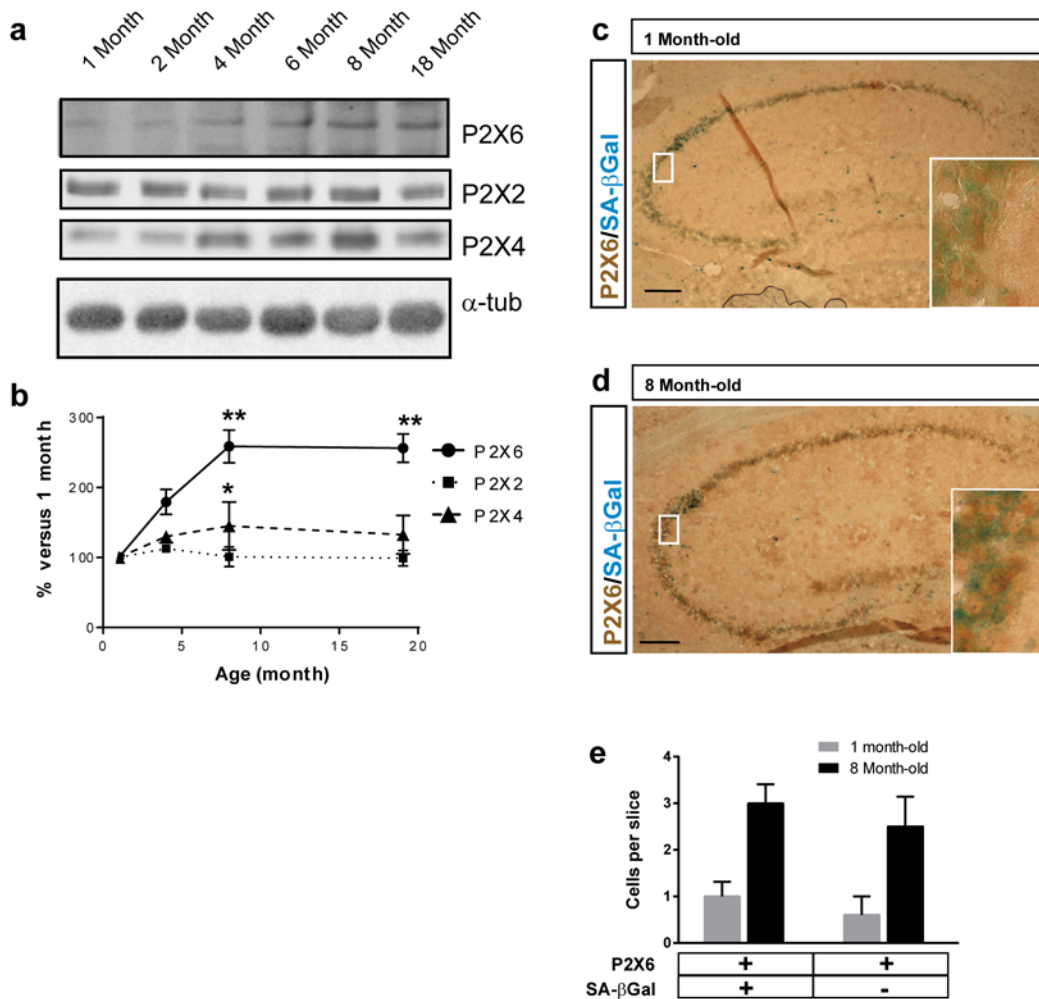 a
1 Month
2 Month
4 Month
6 Month
8 Month
18 Month
P2X6
P2X2
P2X4
α-tub
b
% versus 1 month
300
200
100
0
**
*
**
P2X6
P2X2
P2X4
0
5
10
15
20
Age (month)
c
1 Month-old
P2X6/SA-βGal
d
8 Month-old
P2X6/SA-βGal
e
1 month-old
8 Month-old
Cells per slice
4
3
2
1
0
P2X6 + +
SA-βGal + -